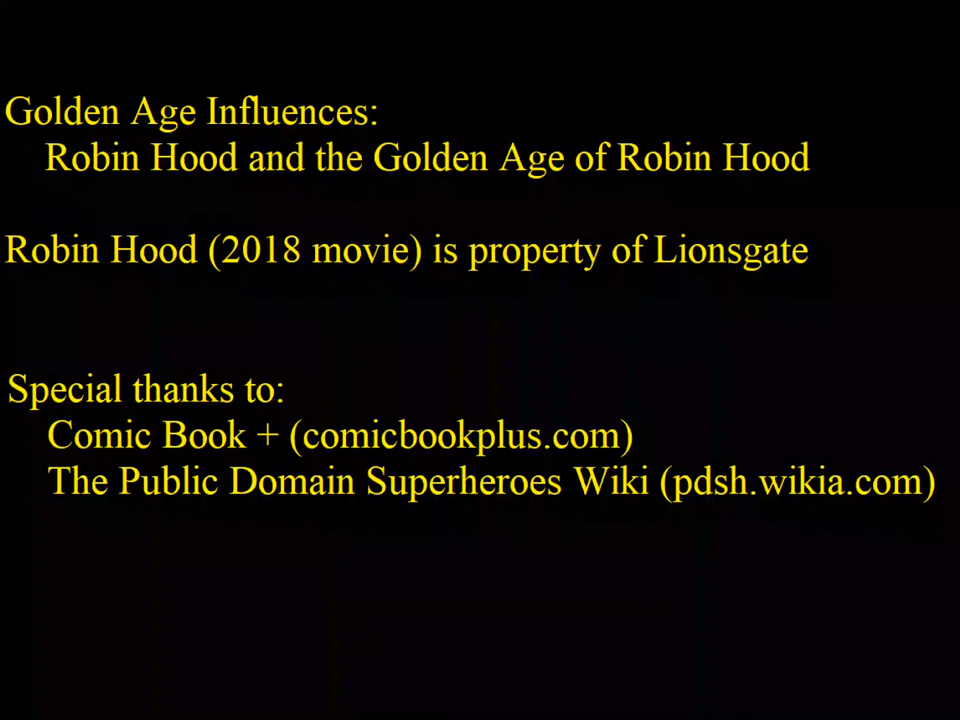 Golden Age Influences:
Robin Hood and the Golden Age of Robin Hood
Robin Hood (2018 movie) is property of Lionsgate
Special thanks to:
Comic Book + (comicbookplus.com)
The Public Domain Superheroes Wiki (pdsh.wikia.com)